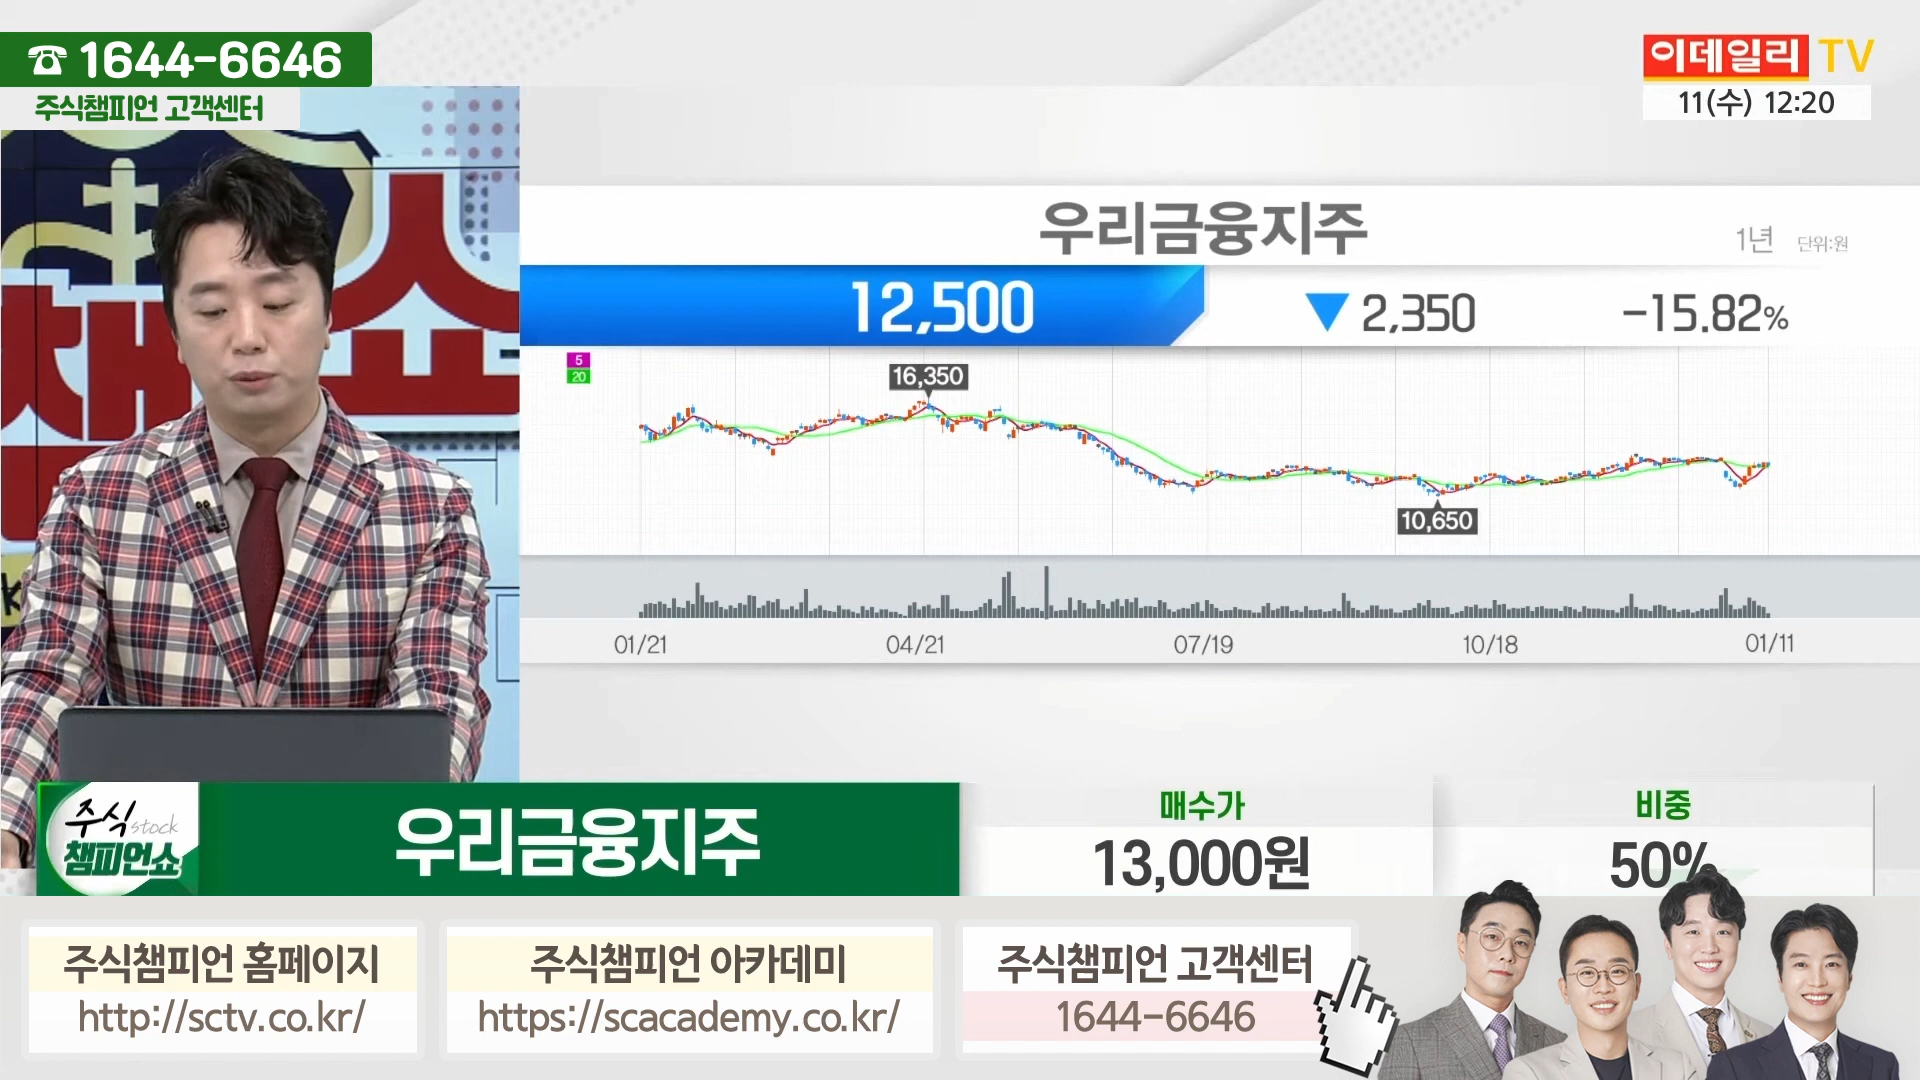 ☎ 1644-6646
주식챔피언 고객센터
이데일리 TV
11(수) 12:20
우리금융지주
1년 단위:원
12,500 ▼ 2,350 -15.82%
5
20
16,350
10,650
01/21 04/21 07/19 10/18 01/11
주식 stock
챔피언쇼
우리금융지주
매수가
13,000원
비중
50%
주식챔피언 홈페이지
http://sctv.co.kr/
주식챔피언 아카데미
https://scacademy.co.kr/
주식챔피언 고객센터
1644-6646